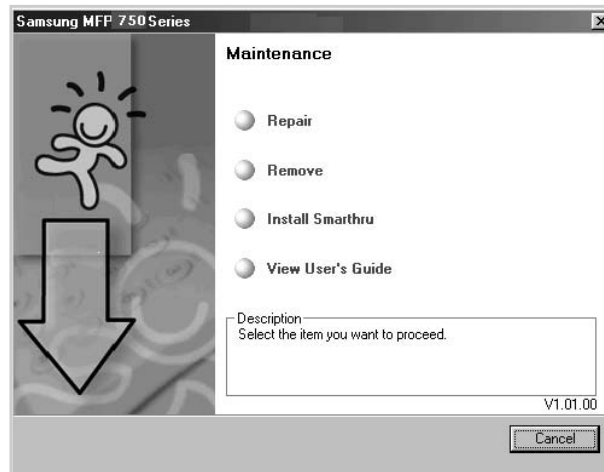 Samsung MFP 750 Series
Maintenance
Repair
Remove
Install Smarthru
View User's Guide
Description
Select the item you want to proceed.
V1.01.00
Cancel